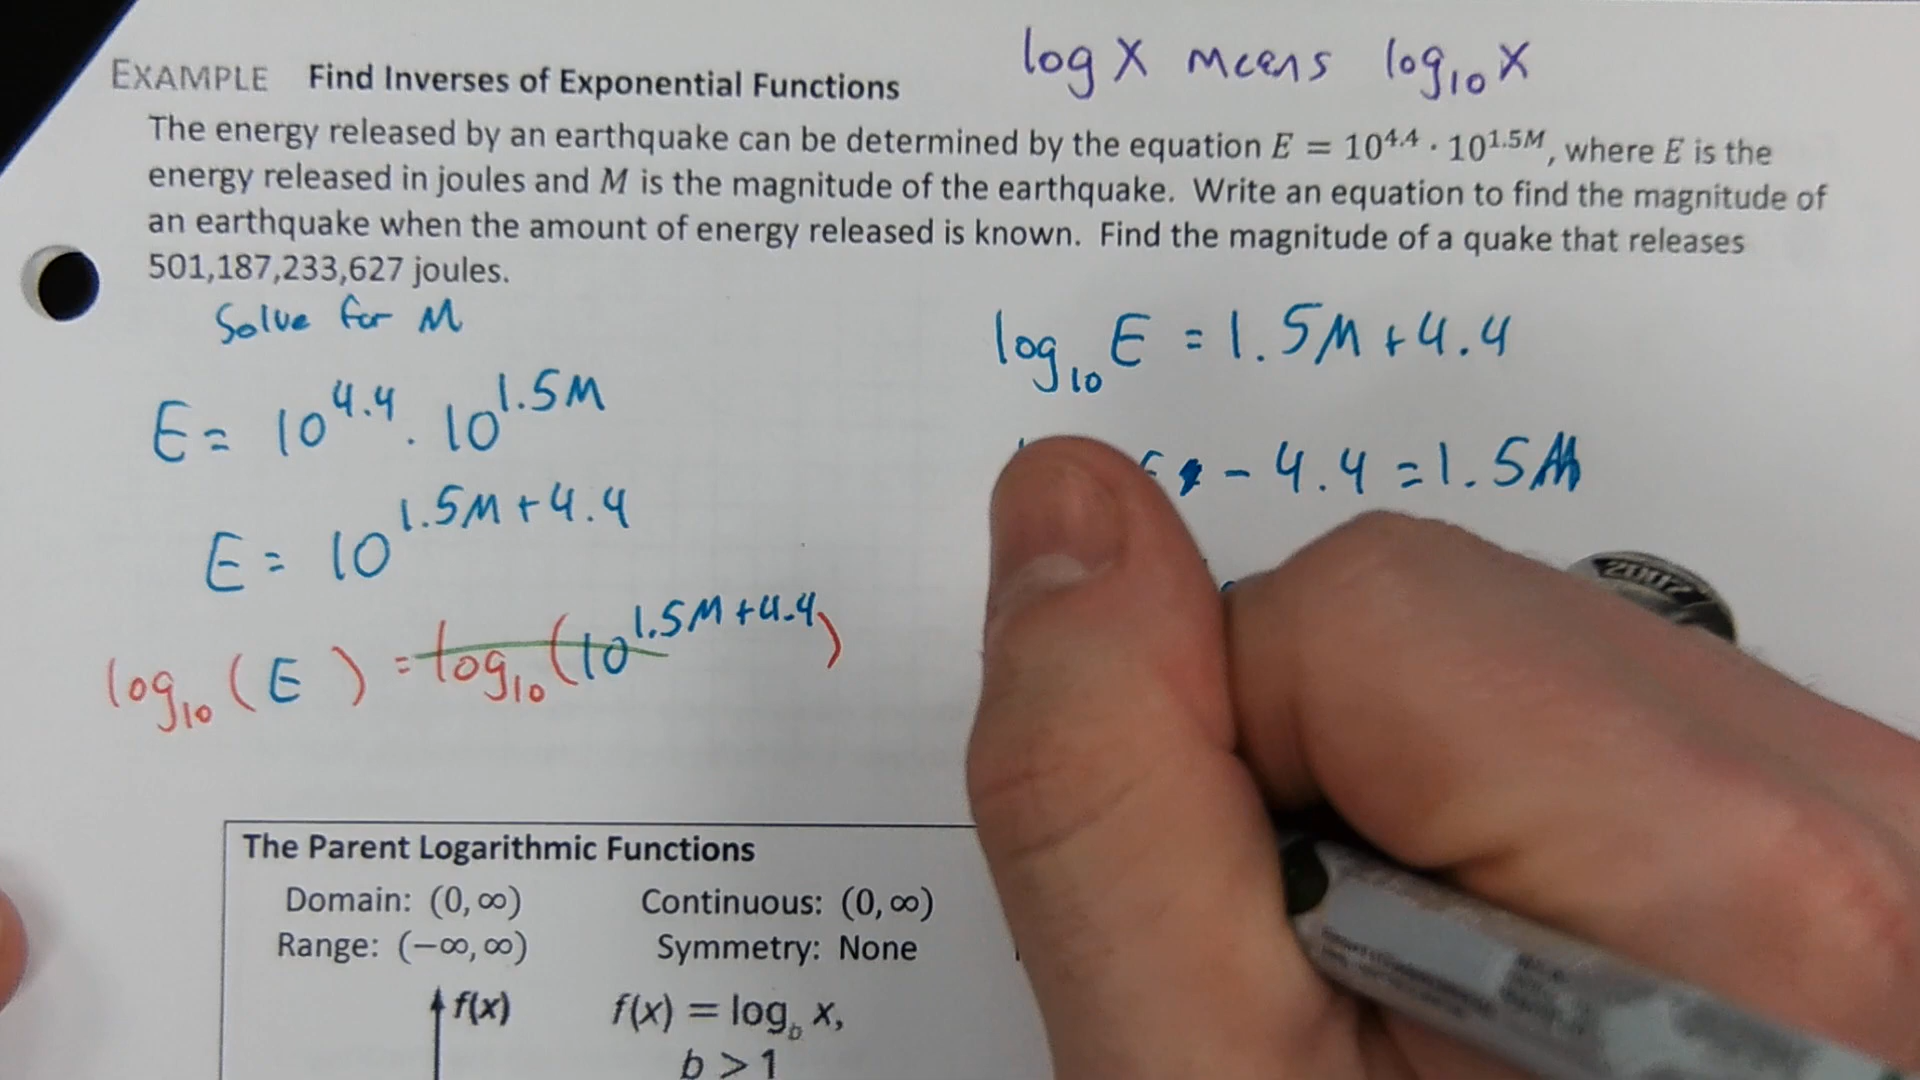 log x means log₁₀ x
EXAMPLE Find Inverses of Exponential Functions
The energy released by an earthquake can be determined by the equation E = 10^4.4 · 10^1.5M, where E is the
energy released in joules and M is the magnitude of the earthquake. Write an equation to find the magnitude of
an earthquake when the amount of energy released is known. Find the magnitude of a quake that releases
501,187,233,627 joules.
Solve for M
E = 10^4.4 · 10^1.5M
E = 10^1.5M+4.4
log₁₀ (E) = log₁₀ (10^1.5M+4.4)
log₁₀ E = 1.5M + 4.4
- 4.4 = 1.5M
2002
The Parent Logarithmic Functions
Domain: (0, ∞) Continuous: (0, ∞)
Range: (−∞, ∞) Symmetry: None
f(x) f(x) = log_b x,
b > 1